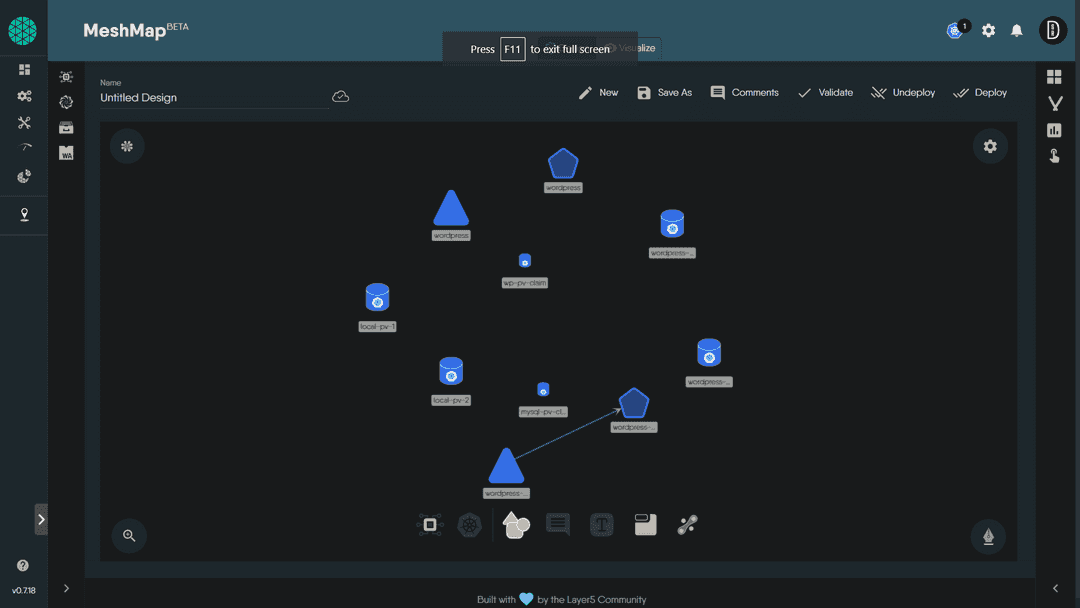 MeshMap BETA
1
Press F11 to exit full screen
Visualize
Name
Untitled Design
New
Save As
Comments
Validate
Undeploy
Deploy
WA
wordpress
wordpress
wordpress-...
wp-pv-claim
local-pv-1
wordpress-...
local-pv-2
mysql-pv-cl...
wordpress-...
wordpress-...
T
v0.7.18
Built with by the Layer5 Community